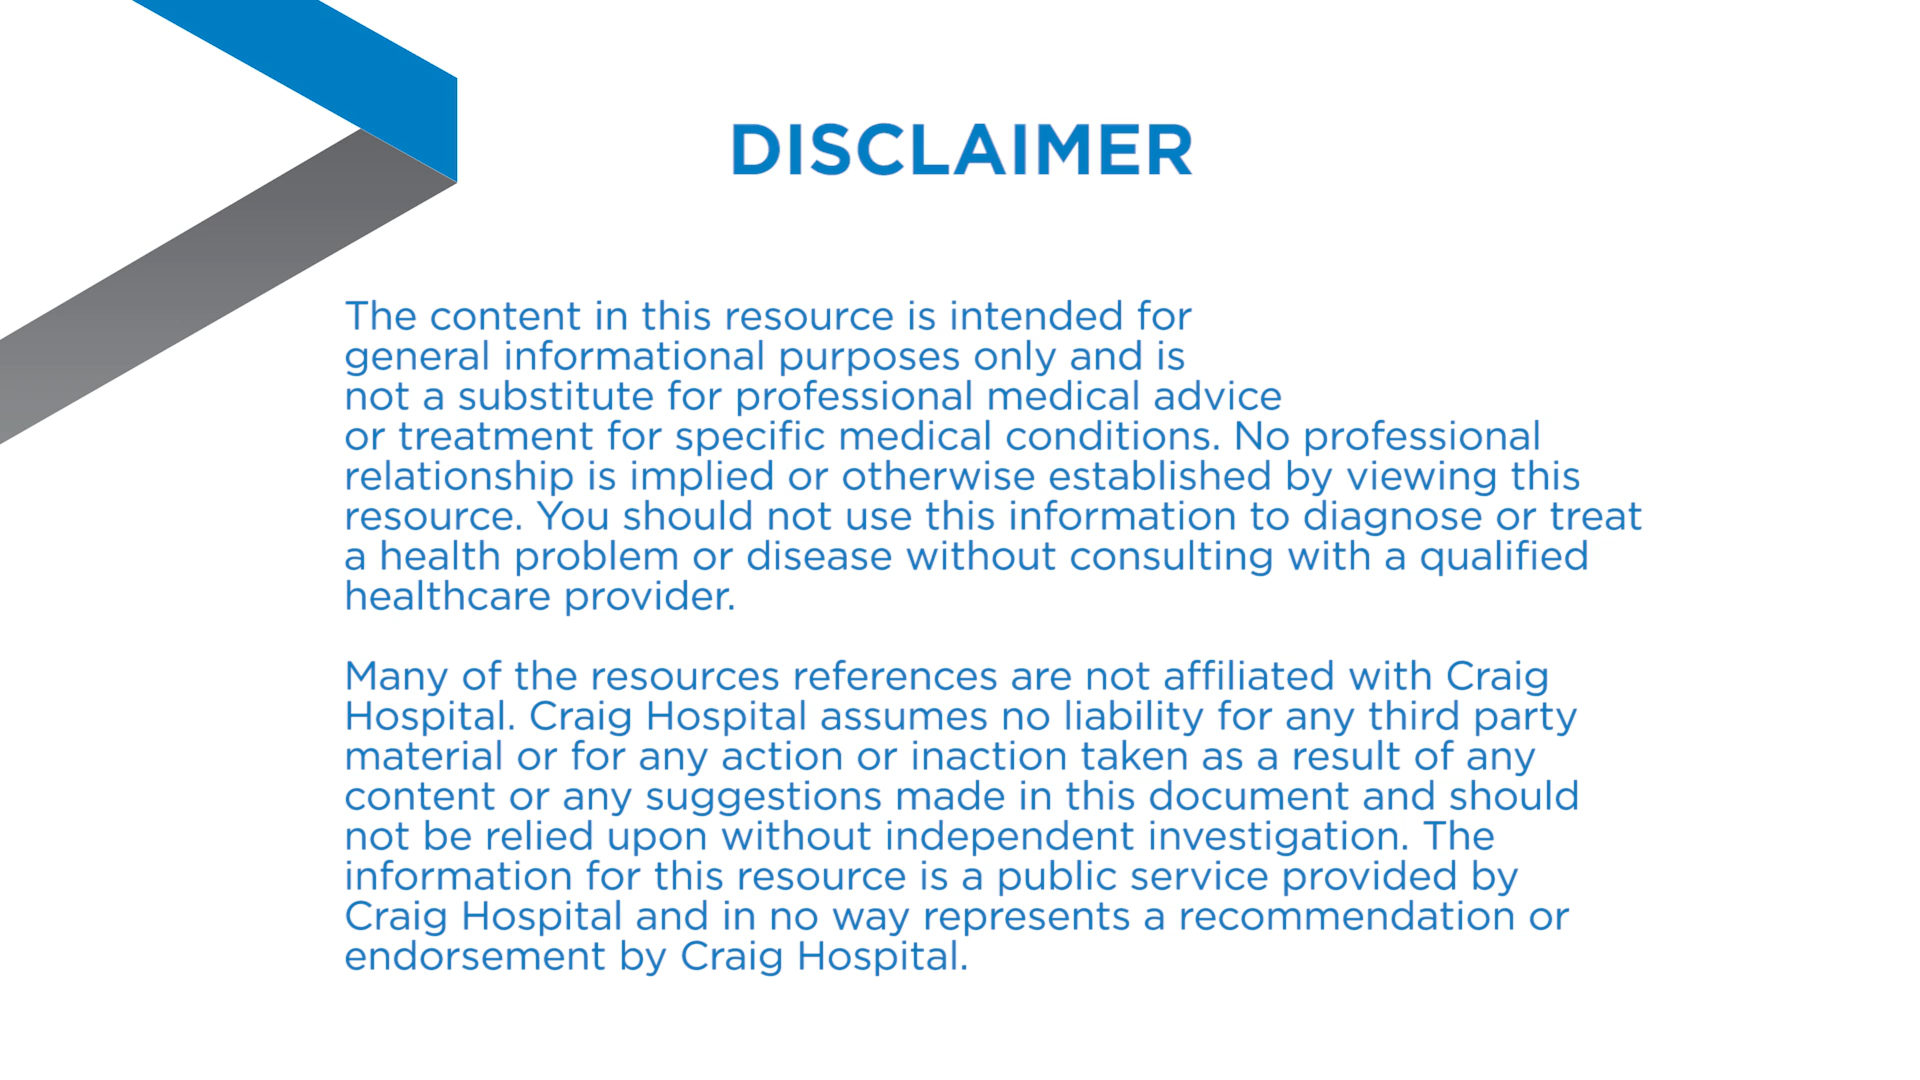 DISCLAIMER
The content in this resource is intended for
general informational purposes only and is
not a substitute for professional medical advice
or treatment for specific medical conditions. No professional
relationship is implied or otherwise established by viewing this
resource. You should not use this information to diagnose or treat
a health problem or disease without consulting with a qualified
healthcare provider.
Many of the resources references are not affiliated with Craig
Hospital. Craig Hospital assumes no liability for any third party
material or for any action or inaction taken as a result of any
content or any suggestions made in this document and should
not be relied upon without independent investigation. The
information for this resource is a public service provided by
Craig Hospital and in no way represents a recommendation or
endorsement by Craig Hospital.